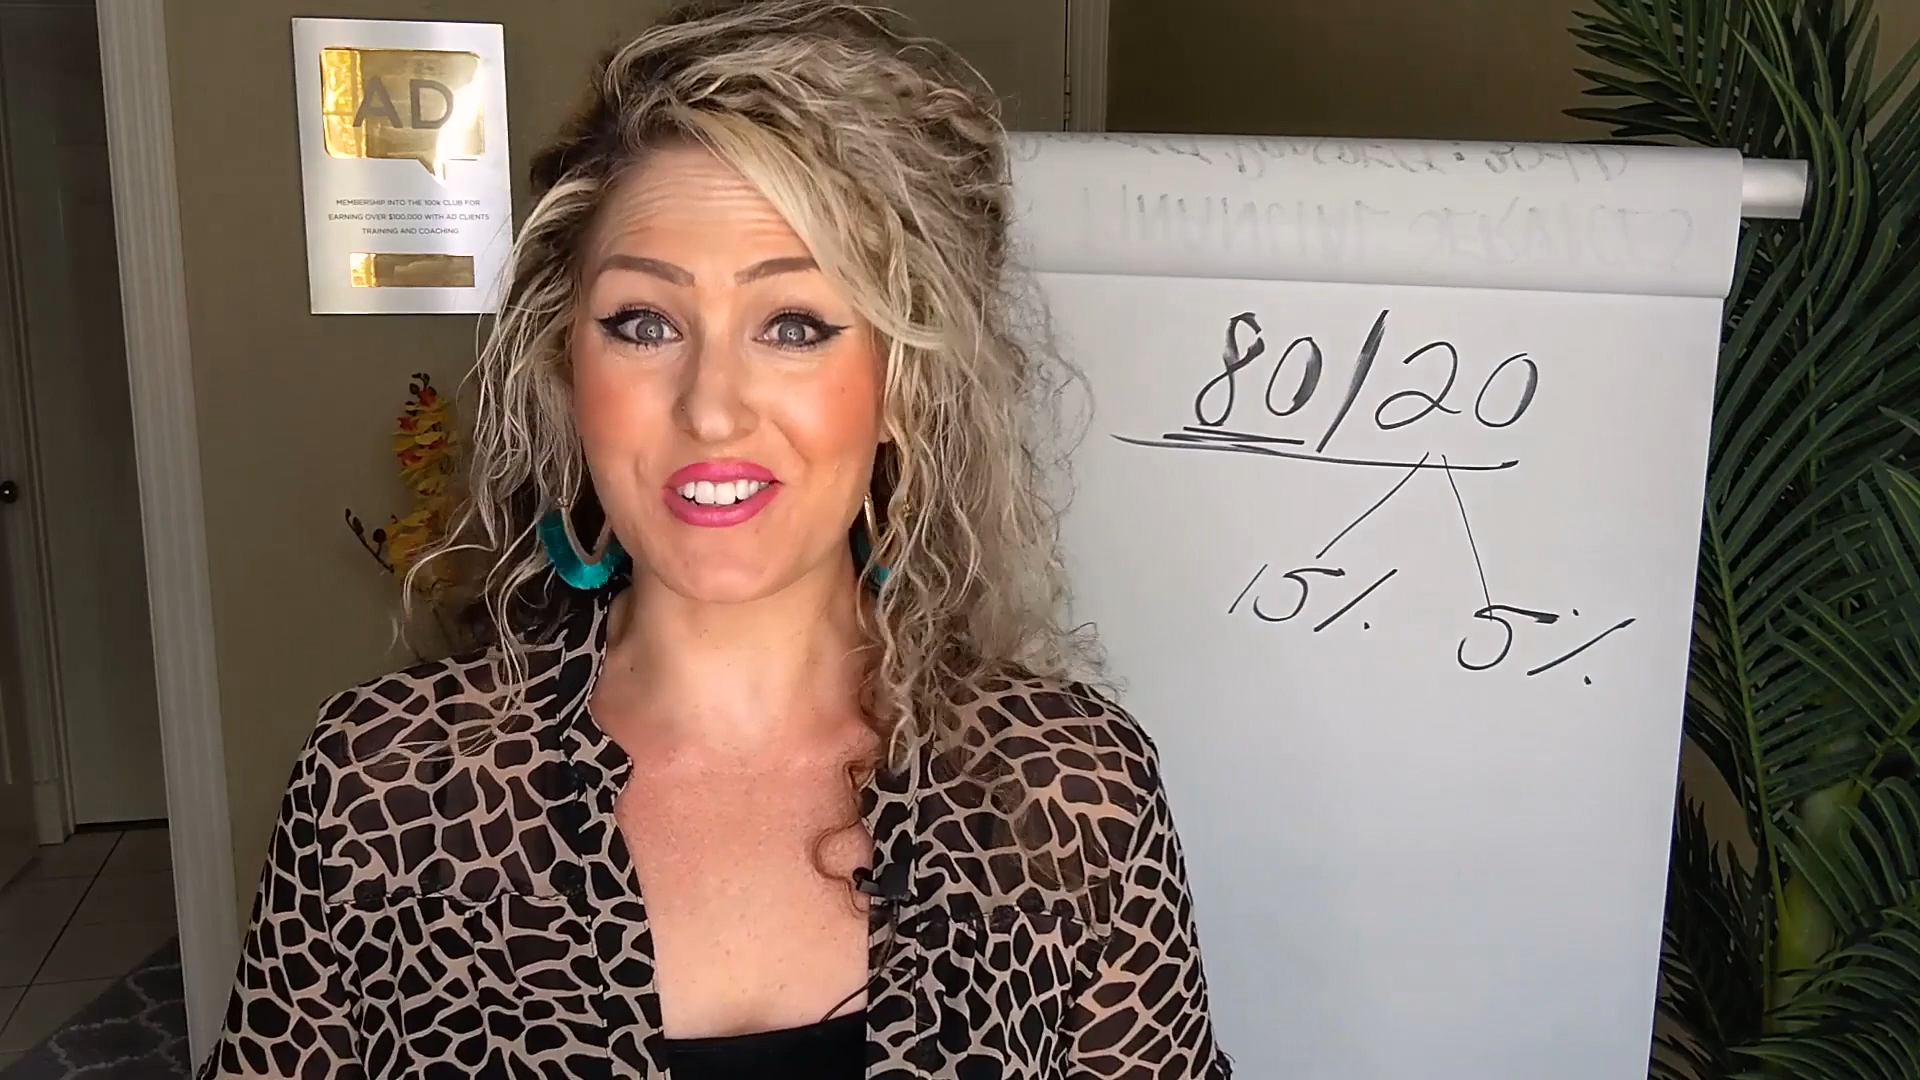 AD
MEMBERSHIP INTO THE 100K CLUB FOR
EARNING OVER $100,000 WITH AD CLIENTS
TRAINING AND COACHING
80/20
15%
5%